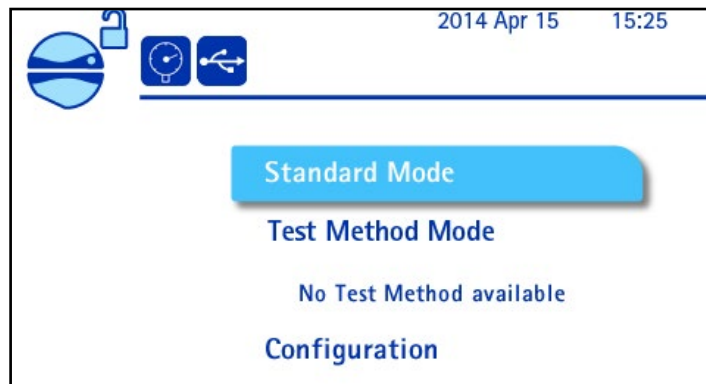 2014 Apr 15 15:25
Standard Mode
Test Method Mode
No Test Method available
Configuration